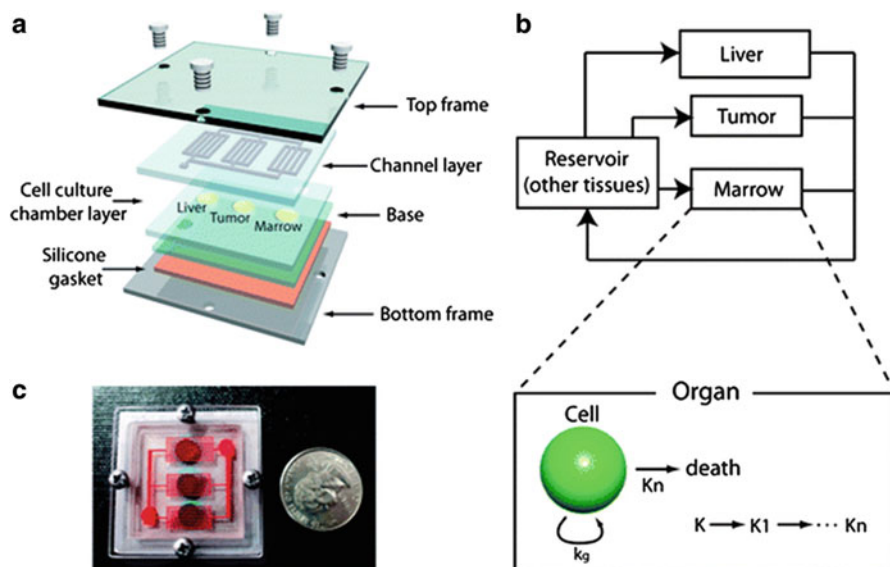 a
Top frame
Channel layer
Cell culture
chamber layer
Liver
Tumor
Marrow
Base
Silicone
gasket
Bottom frame
b
Liver
Tumor
Reservoir
(other tissues)
Marrow
Organ
Cell
Kn
death
kg
K K1 ···· Kn
c